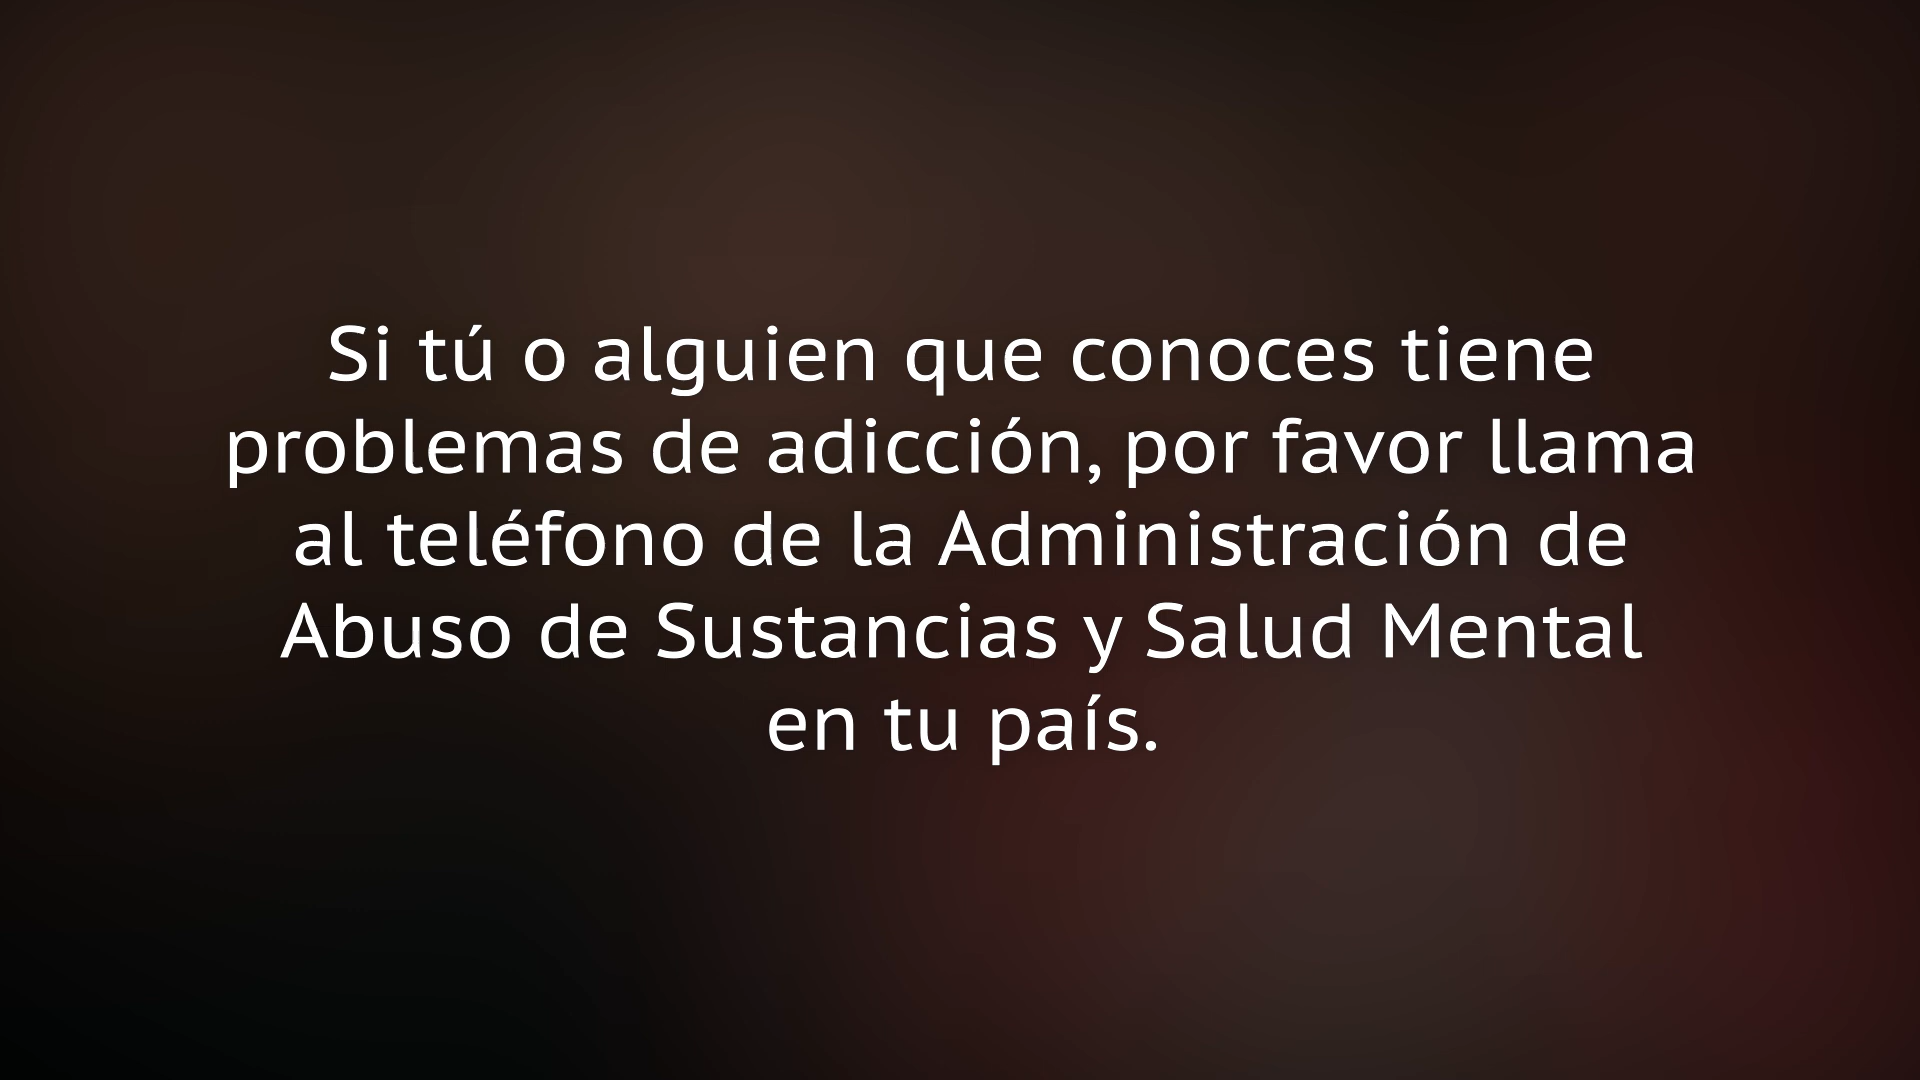 Si tú o alguien que conoces tiene
problemas de adicción, por favor llama
al teléfono de la Administración de
Abuso de Sustancias y Salud Mental
en tu país.